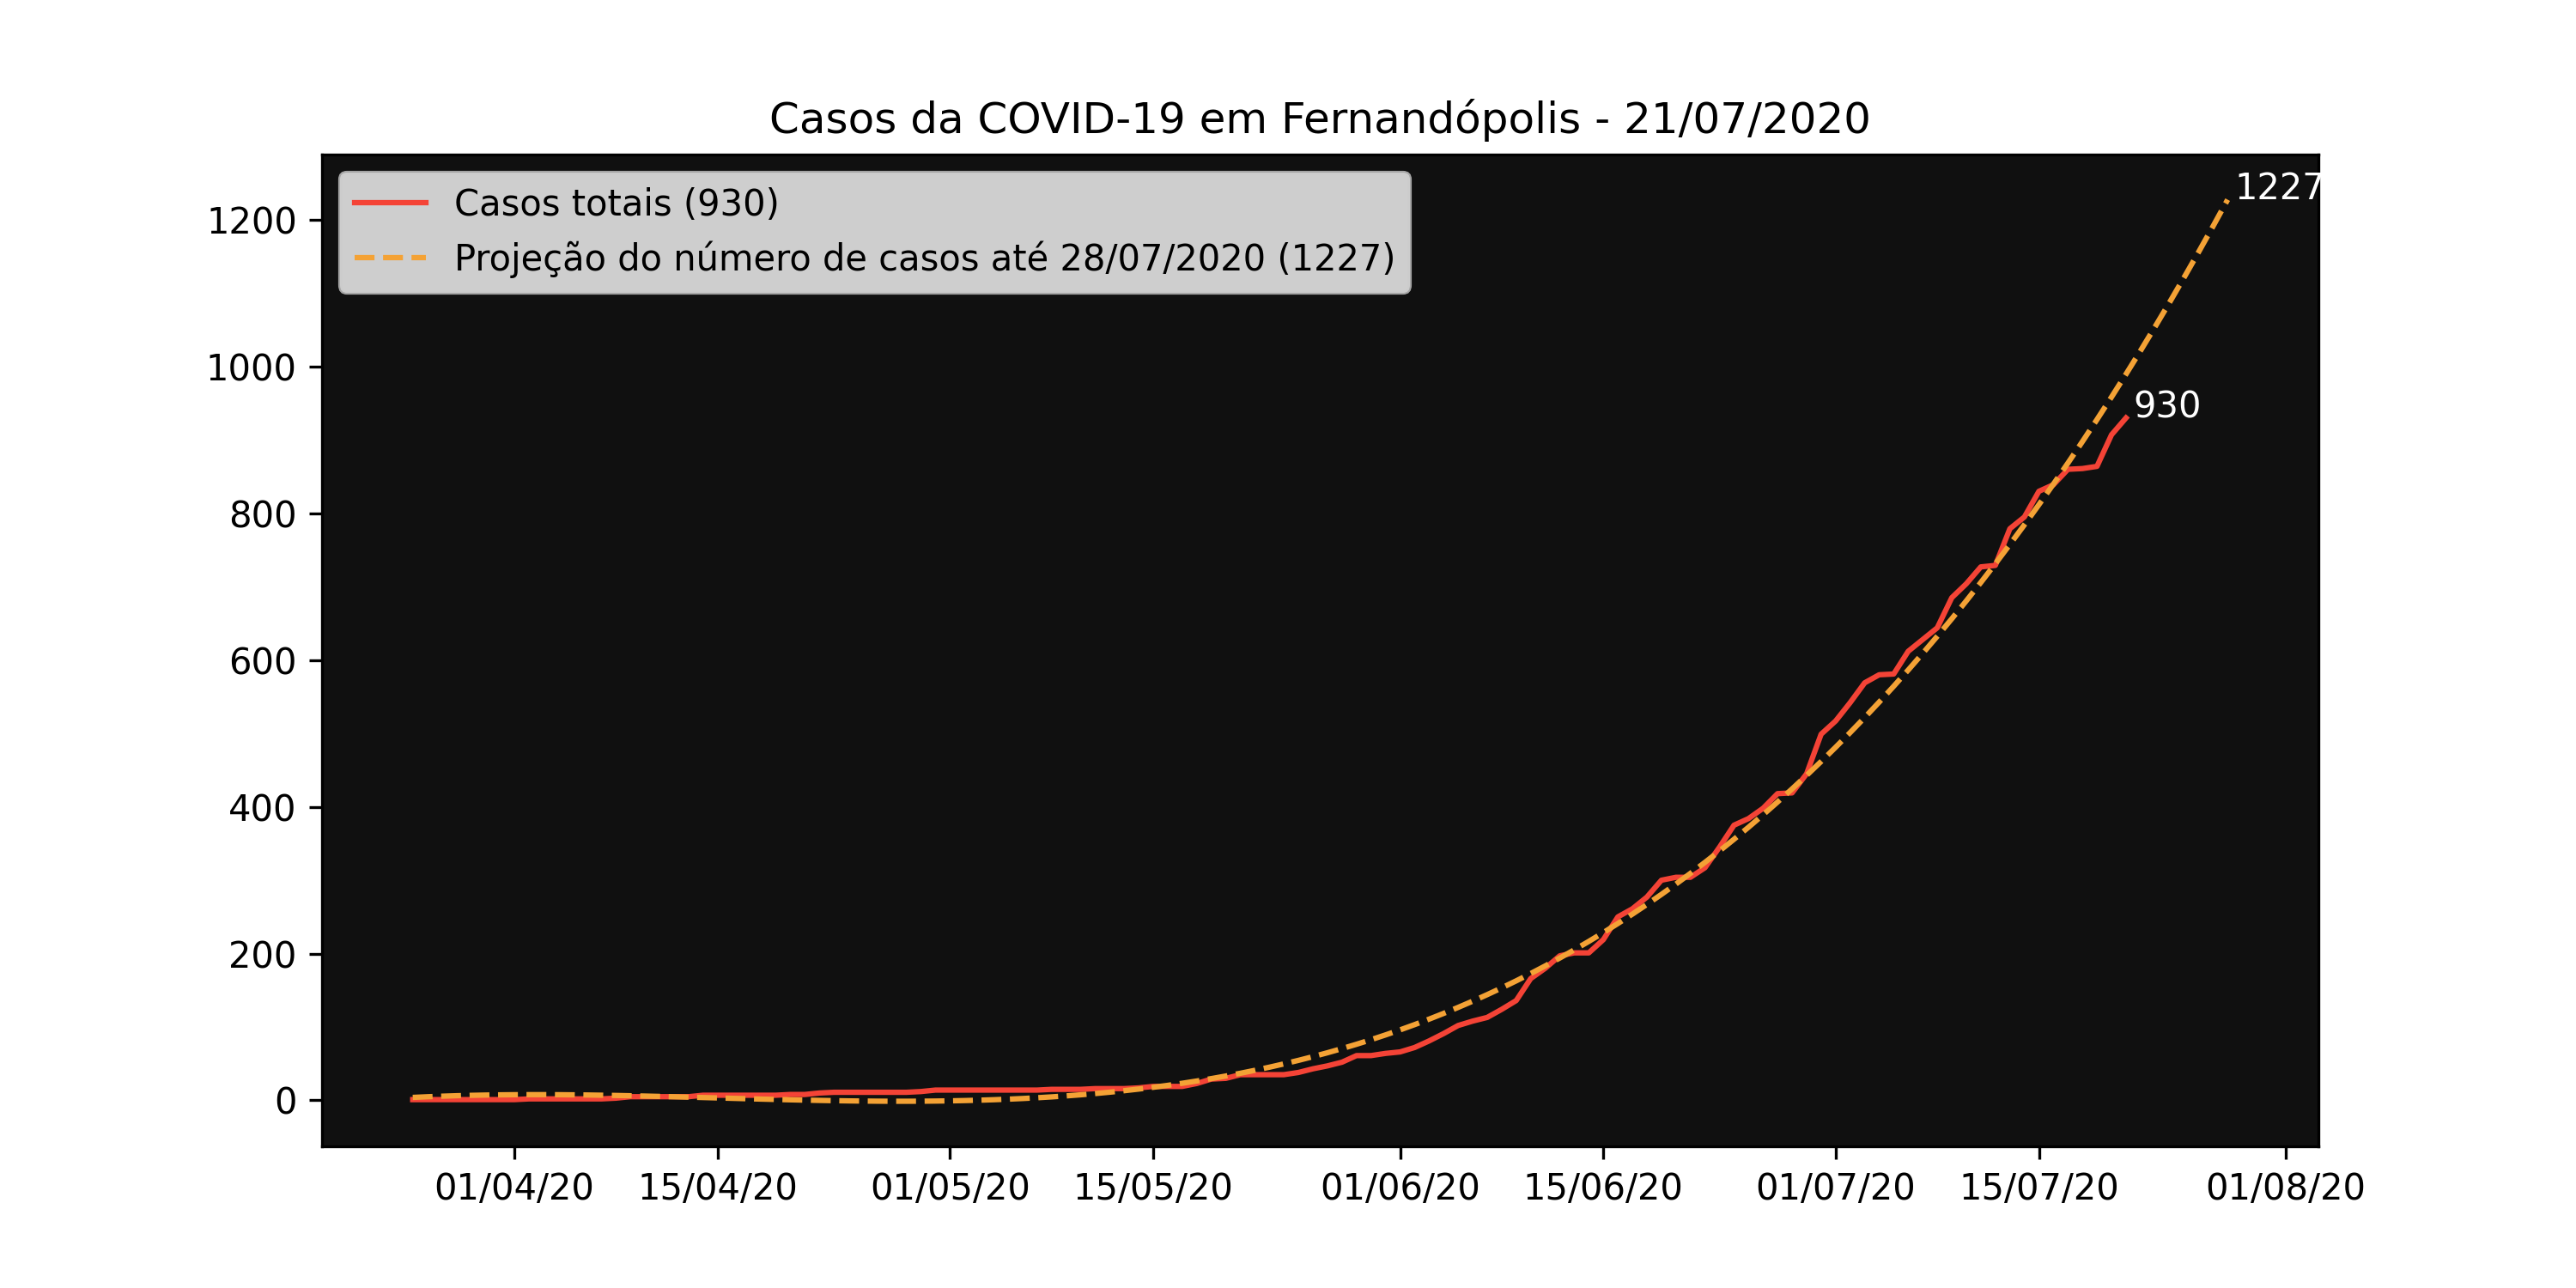 Casos da COVID-19 em Fernandópolis - 21/07/2020
Casos totais (930)
Projeção do número de casos até 28/07/2020 (1227)
1227
930
1200
1000
800
600
400
200
0
01/04/20 15/04/20 01/05/20 15/05/20 01/06/20 15/06/20 01/07/20 15/07/20 01/08/20